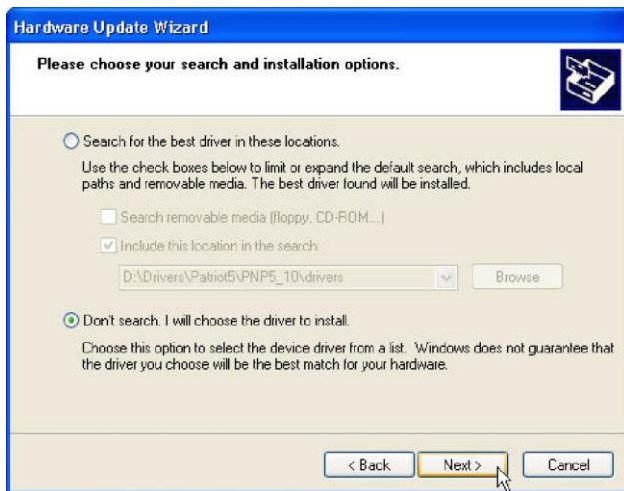 Hardware Update Wizard
Please choose your search and installation options.
Search for the best driver in these locations.
Use the check boxes below to limit or expand the default search, which includes local
paths and removable media. The best driver found will be installed.
Search removable media (floppy, CD-ROM...)
Include this location in the search:
D:\Drivers\Patriot5\PNP5_10\drivers
Browse
Don't search. I will choose the driver to install.
Choose this option to select the device driver from a list. Windows does not guarantee that
the driver you choose will be the best match for your hardware.
< Back
Next >
Cancel